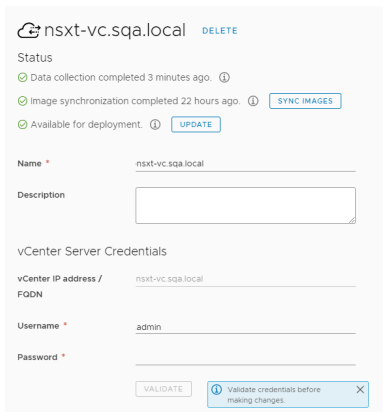 nsxt-vc.sqa.local DELETE
Status
Data collection completed 3 minutes ago.
Image synchronization completed 22 hours ago. SYNC IMAGES
Available for deployment. UPDATE
Name * nsxt-vc.sqa.local
Description
vCenter Server Credentials
vCenter IP address / nsxt-vc.sqa.local
FQDN
Username * admin
Password *
VALIDATE Validate credentials before
making changes.